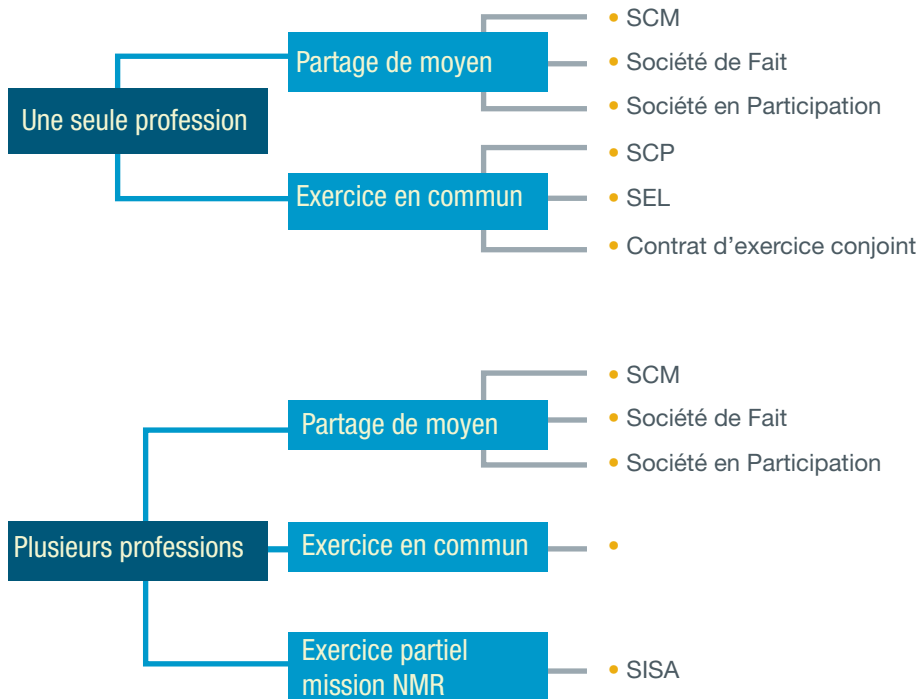 Une seule profession
Partage de moyen
• SCM
• Société de Fait
• Société en Participation
Exercice en commun
• SCP
• SEL
• Contrat d’exercice conjoint
Plusieurs professions
Partage de moyen
• SCM
• Société de Fait
• Société en Participation
Exercice en commun
•
Exercice partiel
mission NMR
• SISA